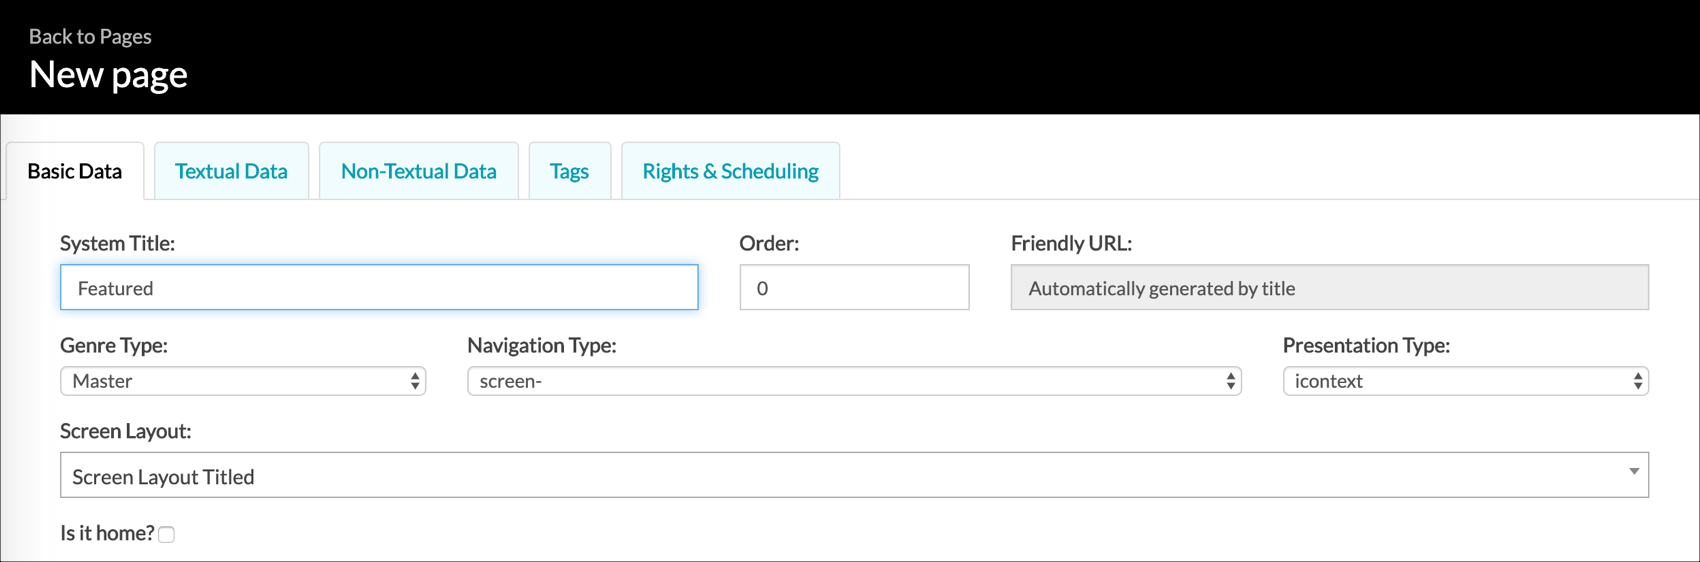 Back to Pages
New page
Basic Data Textual Data Non-Textual Data Tags Rights & Scheduling
System Title: Order: Friendly URL:
Featured 0 Automatically generated by title
Genre Type: Navigation Type: Presentation Type:
Master screen- icontext
Screen Layout:
Screen Layout Titled
Is it home?